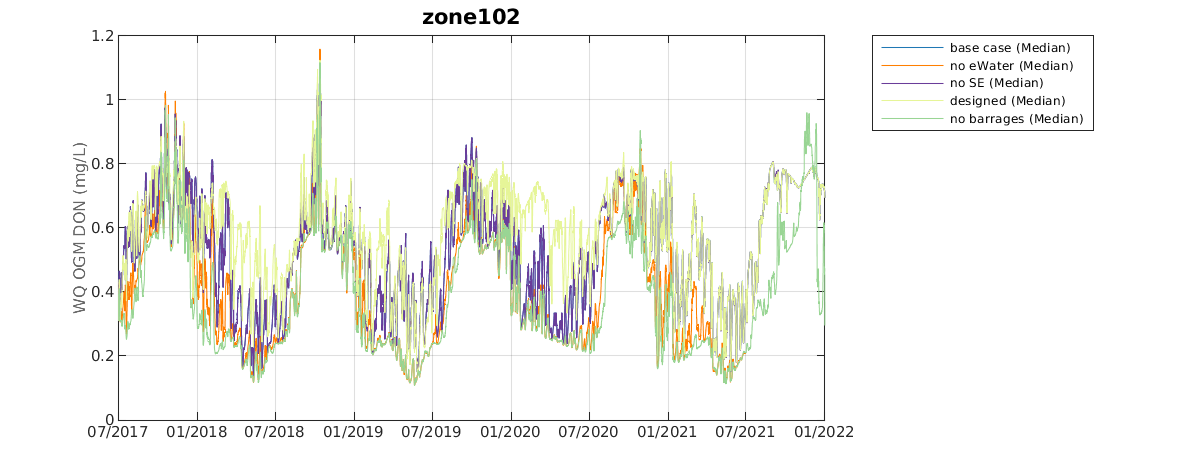 zone102
WQ OGM DON (mg/L)
1.2
1
0.8
0.6
0.4
0.2
0
07/2017 01/2018 07/2018 01/2019 07/2019 01/2020 07/2020 01/2021 07/2021 01/2022
base case (Median)
no eWater (Median)
no SE (Median)
designed (Median)
no barrages (Median)